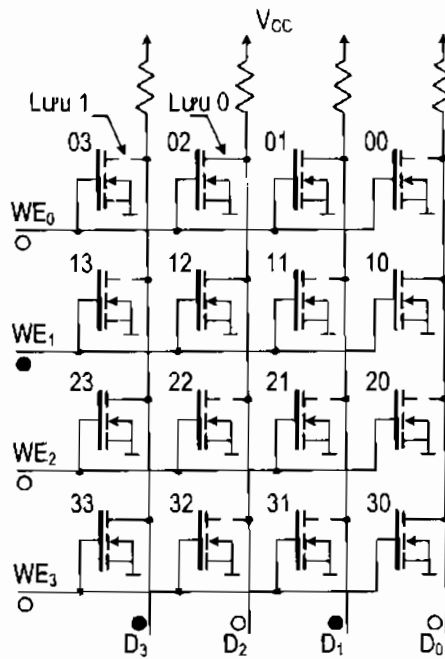 V_CC
Lưu 1 Lưu 0
03 02 01 00
WE₀
13 12 11 10
WE₁
23 22 21 20
WE₂
33 32 31 30
WE₃
D₃ D₂ D₁ D₀